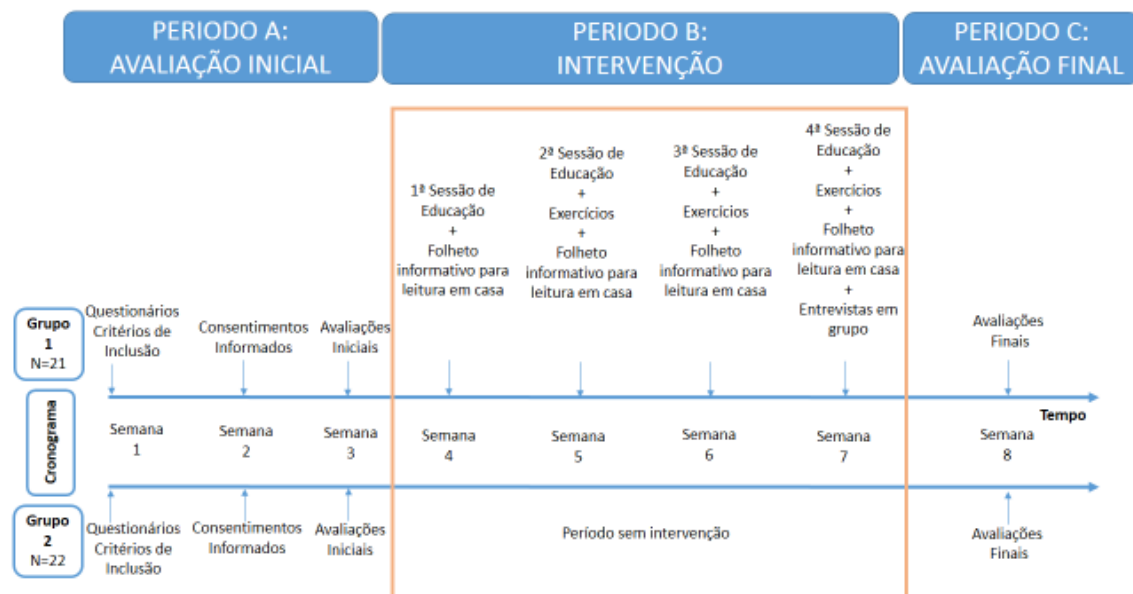 PERIODO A:
AVALIAÇÃO INICIAL
PERIODO B:
INTERVENÇÃO
PERIODO C:
AVALIAÇÃO FINAL
1ª Sessão de
Educação
+
Folheto
informativo para
leitura em casa
2ª Sessão de
Educação
+
Exercícios
+
Folheto
informativo para
leitura em casa
3ª Sessão de
Educação
+
Exercícios
+
Folheto
informativo para
leitura em casa
4ª Sessão de
Educação
+
Exercícios
+
Folheto
informativo para
leitura em casa
+
Entrevistas em
grupo
Grupo
1
N=21
Questionários
Critérios de
Inclusão
Consentimentos
Informados
Avaliações
Iniciais
Avaliações
Finais
Tempo
Cronograma
Semana
1
Semana
2
Semana
3
Semana
4
Semana
5
Semana
6
Semana
7
Semana
8
Grupo
2
N=22
Questionários
Critérios de
Inclusão
Consentimentos
Informados
Avaliações
Iniciais
Período sem intervenção
Avaliações
Finais